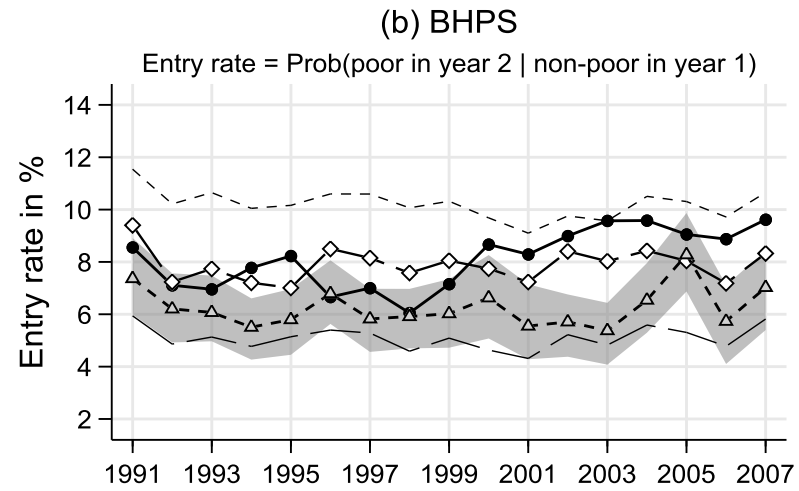 (b) BHPS
Entry rate = Prob(poor in year 2 | non-poor in year 1)
Entry rate in %
14
12
10
8
6
4
2
1991 1993 1995 1997 1999 2001 2003 2005 2007